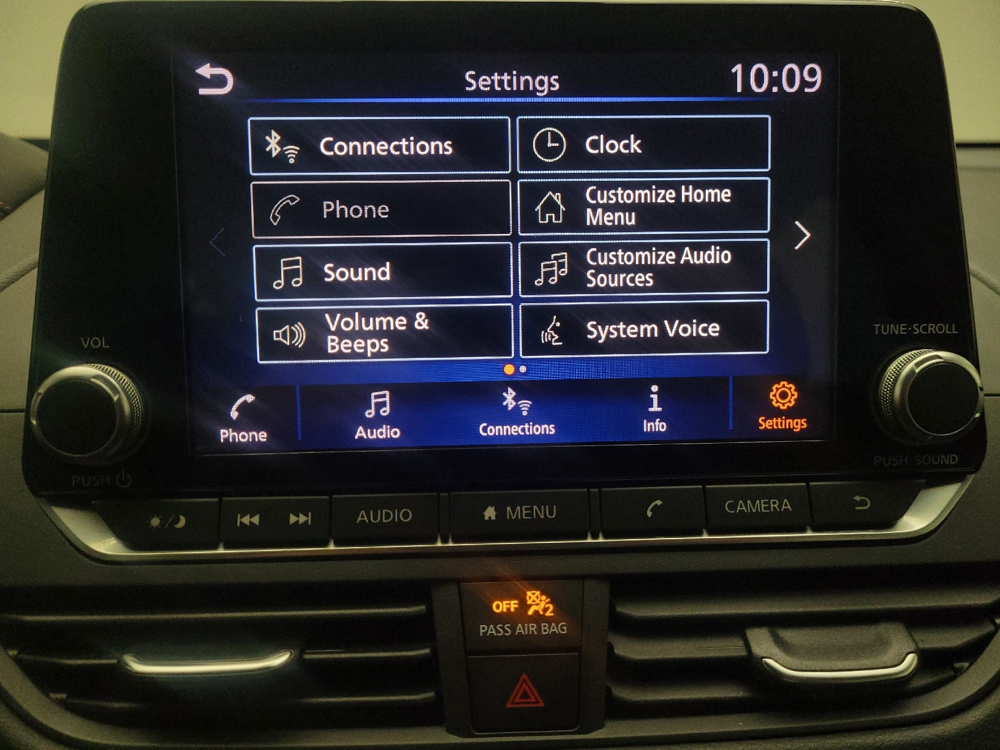 Settings
10:09
Connections
Clock
Phone
Customize Home
Menu
Sound
Customize Audio
Sources
Volume &
Beeps
System Voice
VOL
TUNE·SCROLL
Phone
Audio
Connections
Info
Settings
PUSH
PUSH SOUND
AUDIO
MENU
CAMERA
OFF
2
PASS AIR BAG